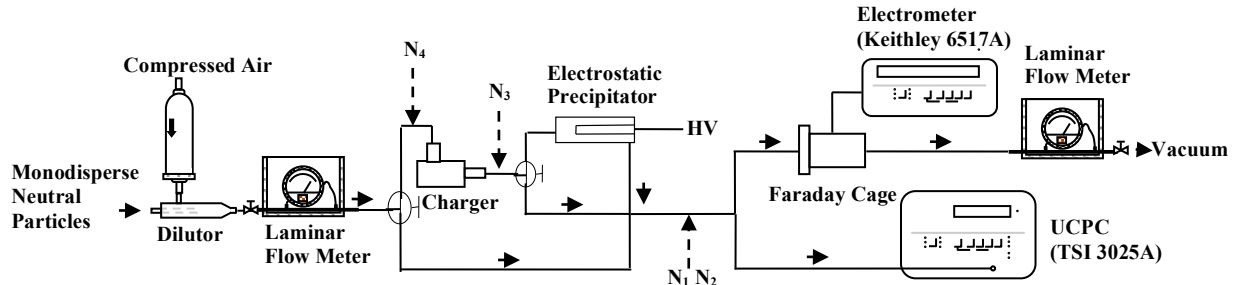 Compressed Air
Monodisperse
Neutral
Particles
Dilutor
Laminar
Flow Meter
N4
Charger
N3
Electrostatic
Precipitator
HV
N1 N2
Electrometer
(Keithley 6517A)
Faraday Cage
Laminar
Flow Meter
Vacuum
UCPC
(TSI 3025A)